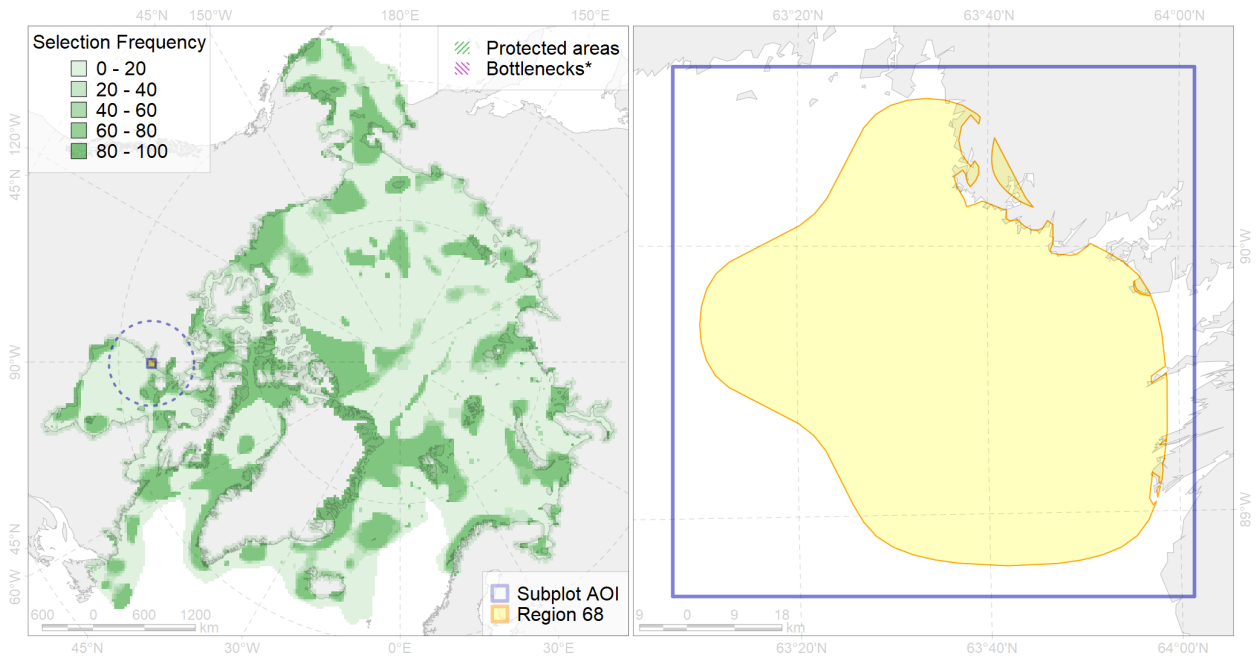 45°N 150°W 180°E 150°E 63°20'N 63°40'N 64°00'N
Selection Frequency
0 - 20
20 - 40
40 - 60
60 - 80
80 - 100
Protected areas
Bottlenecks*
120°W
45°N
90°W
45°N
60°W
90°W
89°W
Subplot AOI
Region 68
600 0 600 1200
km
9 0 9 18
km
45°N 30°W 0°E 30°E 63°20'N 63°40'N 64°00'N